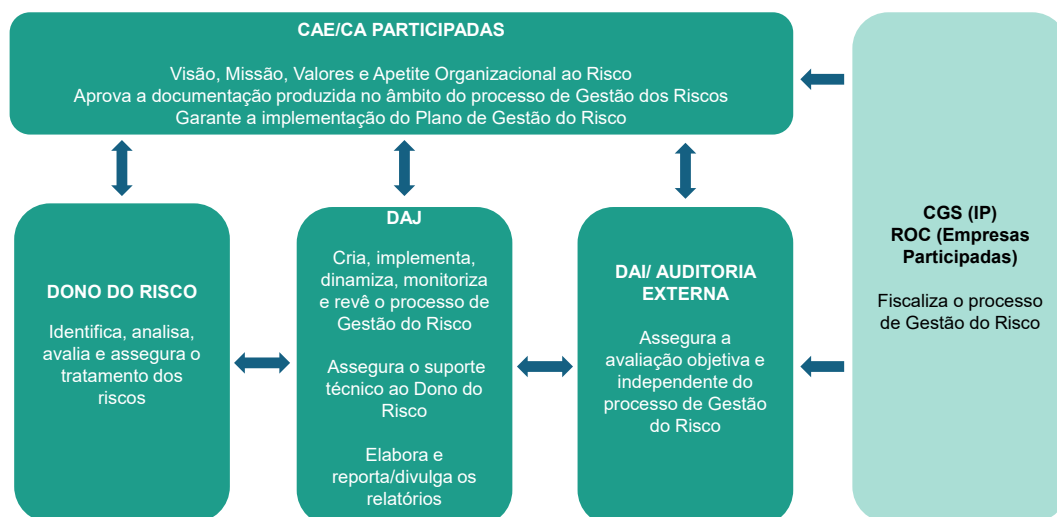 CAE/CA PARTICIPADAS
Visão, Missão, Valores e Apetite Organizacional ao Risco
Aprova a documentação produzida no âmbito do processo de Gestão dos Riscos
Garante a implementação do Plano de Gestão do Risco
DONO DO RISCO
Identifica, analisa,
avalia e assegura o
tratamento dos
riscos
DAJ
Cria, implementa,
dinamiza, monitoriza
e revê o processo de
Gestão do Risco
Assegura o suporte
técnico ao Dono do
Risco
Elabora e
reporta/divulga os
relatórios
DAI/ AUDITORIA
EXTERNA
Assegura a
avaliação objetiva e
independente do
processo de Gestão
do Risco
CGS (IP)
ROC (Empresas
Participadas)
Fiscaliza o processo
de Gestão do Risco